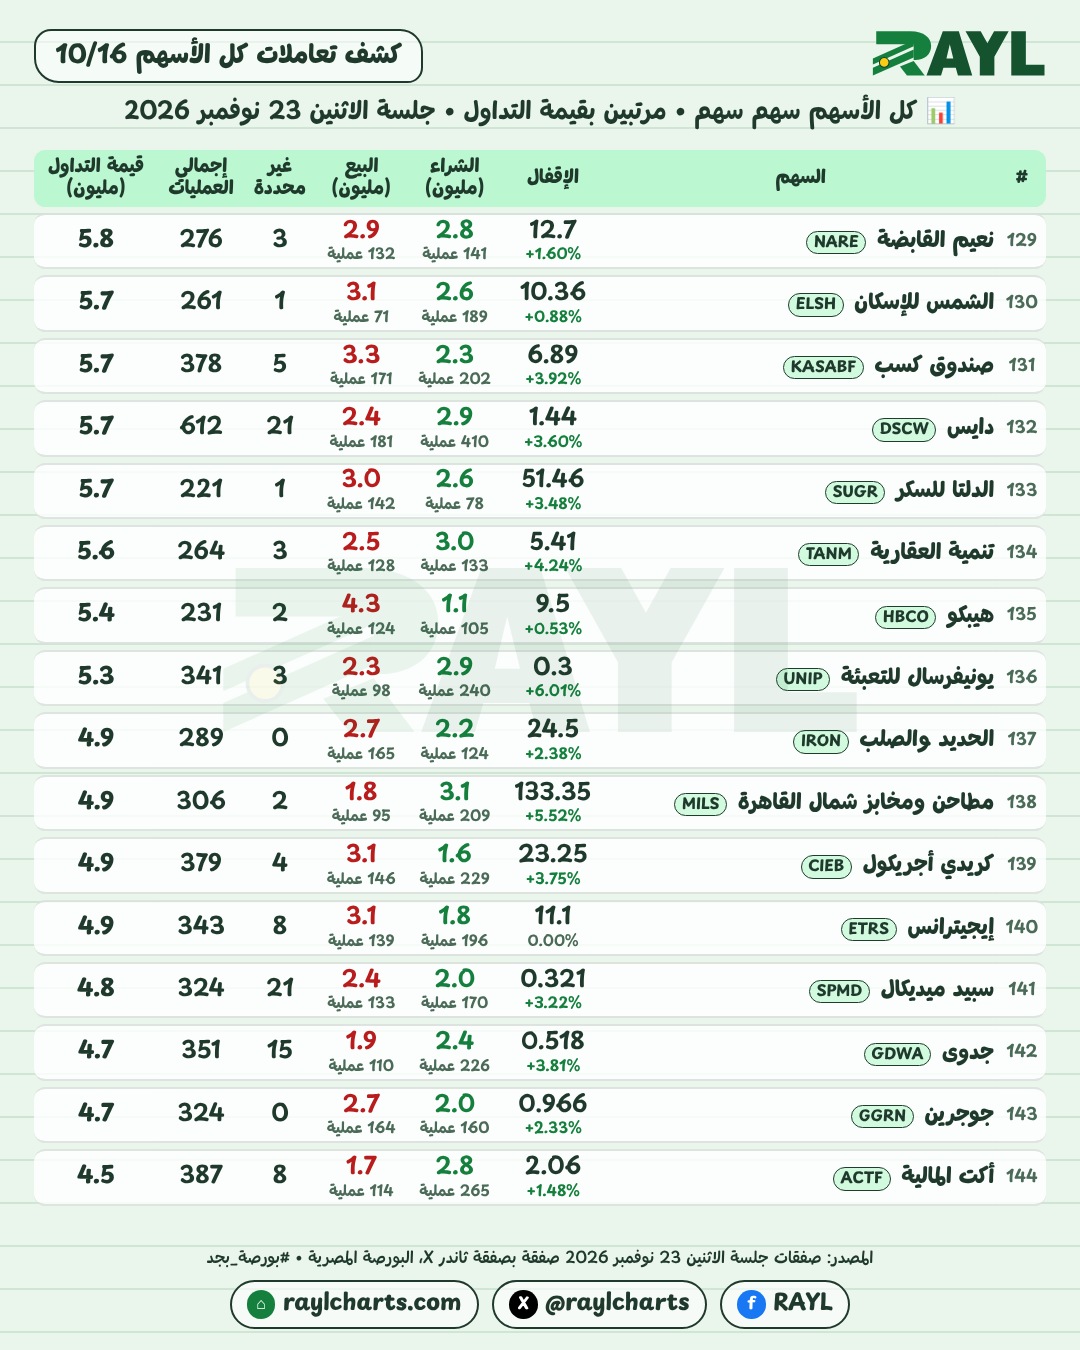 RAYL
كشف تعاملات كل الأسهم 10/16
📊 كل الأسهم سهم سهم • مرتبين بقيمة التداول • جلسة الاثنين 23 نوفمبر 2026
# السهم الإقفال الشراء (مليون) البيع (مليون) غير محددة إجمالي العمليات قيمة التداول (مليون)
129 نعيم القابضة NARE 12.7 2.8 2.9 3 276 5.8
+1.60% 141 عملية 132 عملية
130 الشمس للإسكان ELSH 10.36 2.6 3.1 1 261 5.7
+0.88% 189 عملية 71 عملية
131 صندوق كسب KASABF 6.89 2.3 3.3 5 378 5.7
+3.92% 202 عملية 171 عملية
132 دايس DSCW 1.44 2.9 2.4 21 612 5.7
+3.60% 410 عملية 181 عملية
133 الدلتا للسكر SUGR 51.46 2.6 3.0 1 221 5.7
+3.48% 78 عملية 142 عملية
134 تنمية العقارية TANM 5.41 3.0 2.5 3 264 5.6
+4.24% 133 عملية 128 عملية
135 هيبكو HBCO 9.5 1.1 4.3 2 231 5.4
+0.53% 105 عملية 124 عملية
136 يونيفرسال للتعبئة UNIP 0.3 2.9 2.3 3 341 5.3
+6.01% 240 عملية 98 عملية
137 الحديد والصلب IRON 24.5 2.2 2.7 0 289 4.9
+2.38% 124 عملية 165 عملية
138 مطاحن ومخابز شمال القاهرة MILS 133.35 3.1 1.8 2 306 4.9
+5.52% 209 عملية 95 عملية
139 كريدي أجريكول CIEB 23.25 1.6 3.1 4 379 4.9
+3.75% 229 عملية 146 عملية
140 إيجيترانس ETRS 11.1 1.8 3.1 8 343 4.9
0.00% 196 عملية 139 عملية
141 سبيد ميديكال SPMD 0.321 2.0 2.4 21 324 4.8
+3.22% 170 عملية 133 عملية
142 جدوى GDWA 0.518 2.4 1.9 15 351 4.7
+3.81% 226 عملية 110 عملية
143 جوجرين GGRN 0.966 2.0 2.7 0 324 4.7
+2.33% 160 عملية 164 عملية
144 أكت المالية ACTF 2.06 2.8 1.7 8 387 4.5
+1.48% 265 عملية 114 عملية
المصدر: صفقات جلسة الاثنين 23 نوفمبر 2026 صفقة بصفقة ثاندر X، البورصة المصرية • #بورصة_بجد
raylcharts.com @raylcharts RAYL